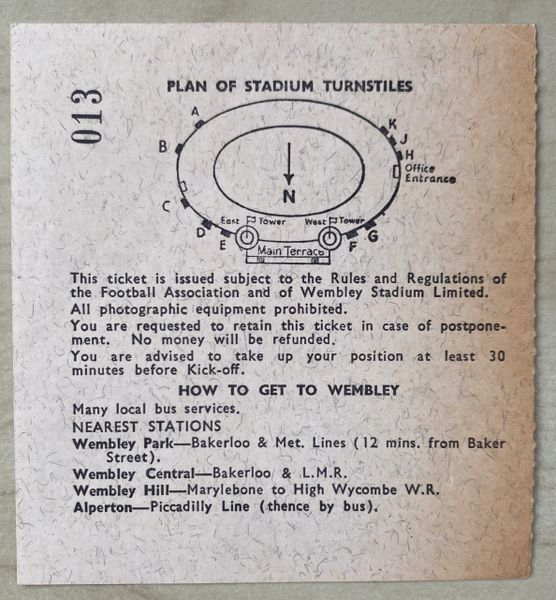 013
PLAN OF STADIUM TURNSTILES
A
K
J
B
H
Office
Entrance
N
C
East Tower
West Tower
D
E
F
G
Main Terrace
This ticket is issued subject to the Rules and Regulations of
the Football Association and of Wembley Stadium Limited.
All photographic equipment prohibited.
You are requested to retain this ticket in case of postpone-
ment. No money will be refunded.
You are advised to take up your position at least 30
minutes before Kick-off.
HOW TO GET TO WEMBLEY
Many local bus services.
NEAREST STATIONS
Wembley Park—Bakerloo & Met. Lines (12 mins. from Baker
Street).
Wembley Central—Bakerloo & L.M.R.
Wembley Hill—Marylebone to High Wycombe W.R.
Alperton—Piccadilly Line (thence by bus).